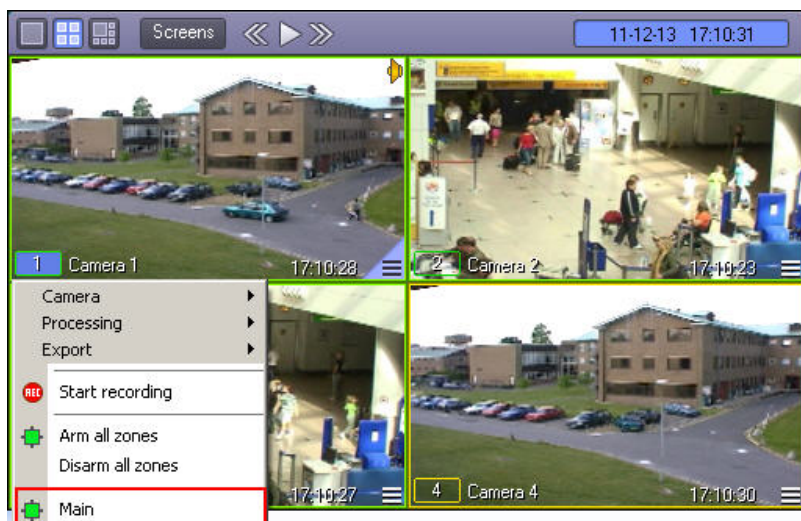 Screens
11-12-13 17:10:31
1 Camera 1 17:10:28
2 Camera 2 17:10:23
Camera
Processing
Export
REC Start recording
Arm all zones
Disarm all zones
Main
17:10:27
4 Camera 4 17:10:30